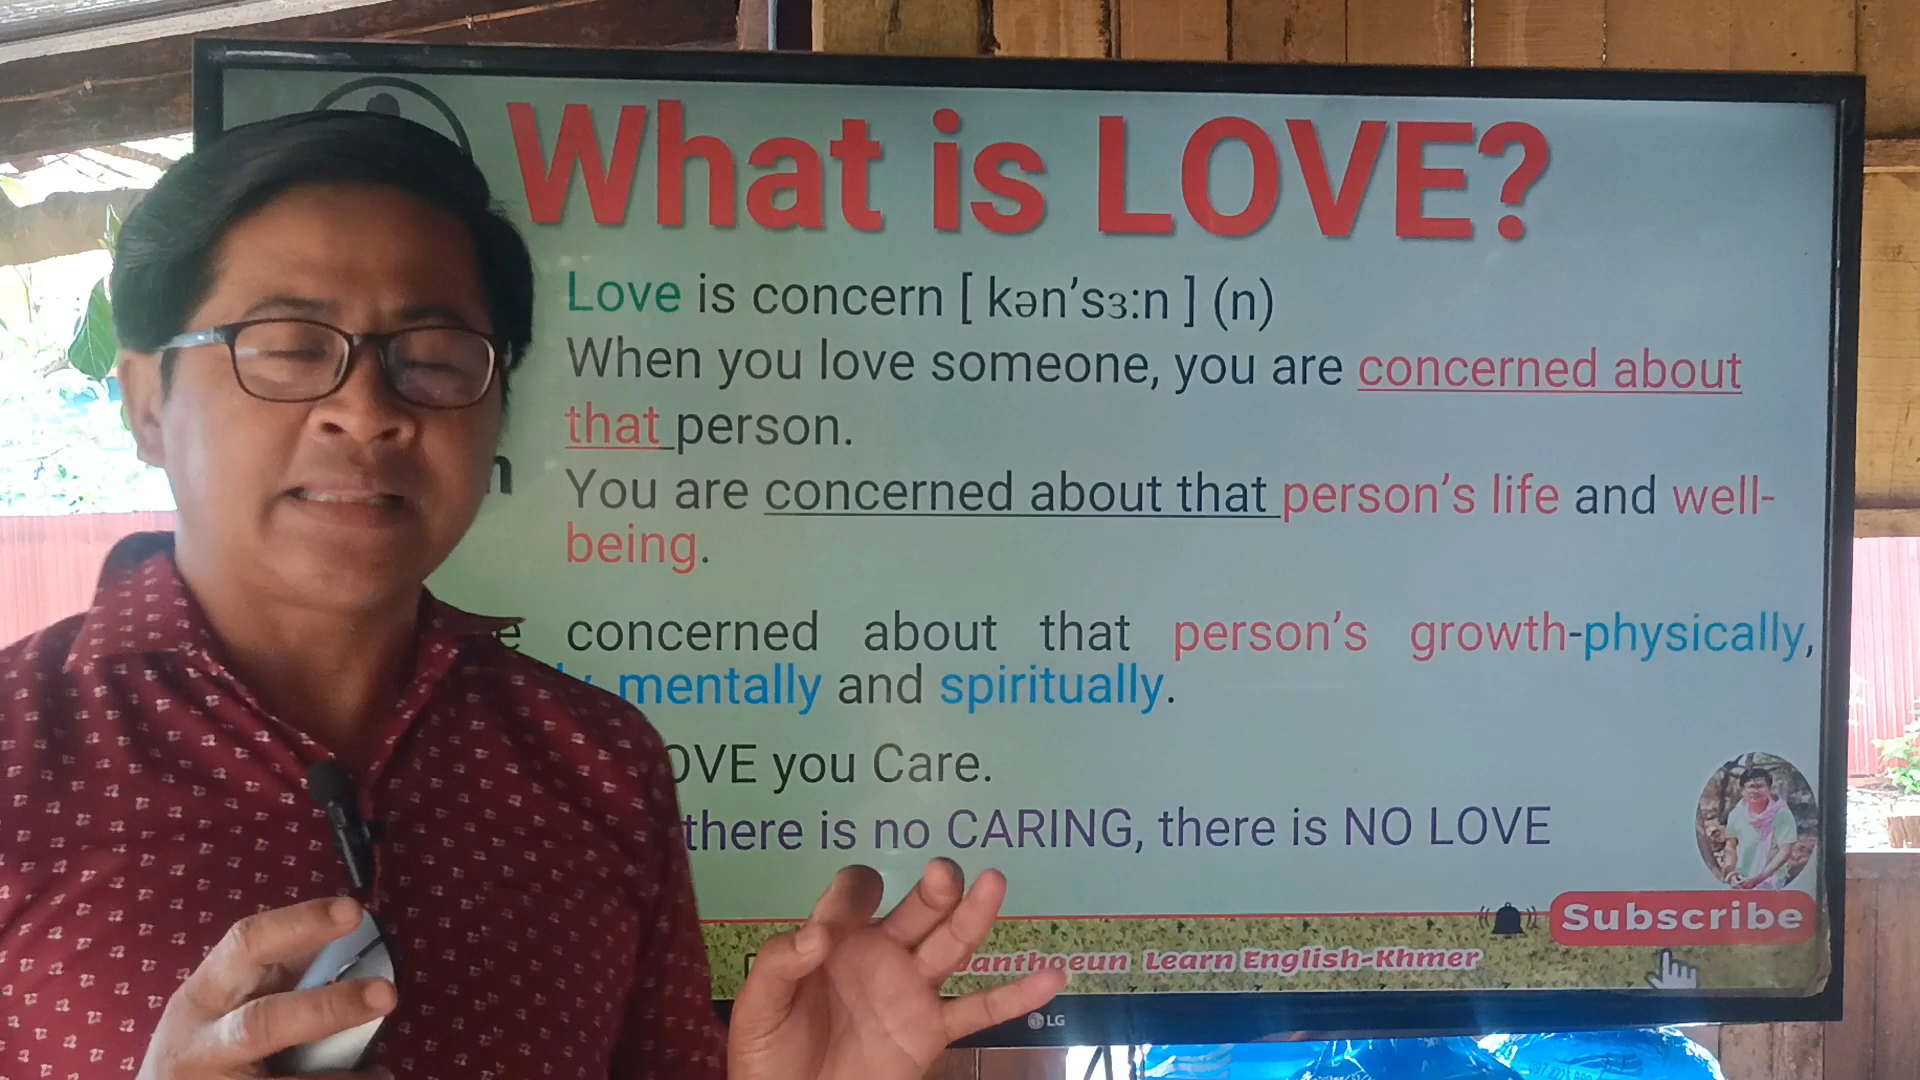 What is LOVE?
Love is concern [ kən'sɜ:n ] (n)
When you love someone, you are concerned about
that person.
You are concerned about that person's life and well-
being.
concerned about that person's growth-physically,
mentally and spiritually.
you Care.
there is no CARING, there is NO LOVE
Subscribe
Learn English-Khmer
LG